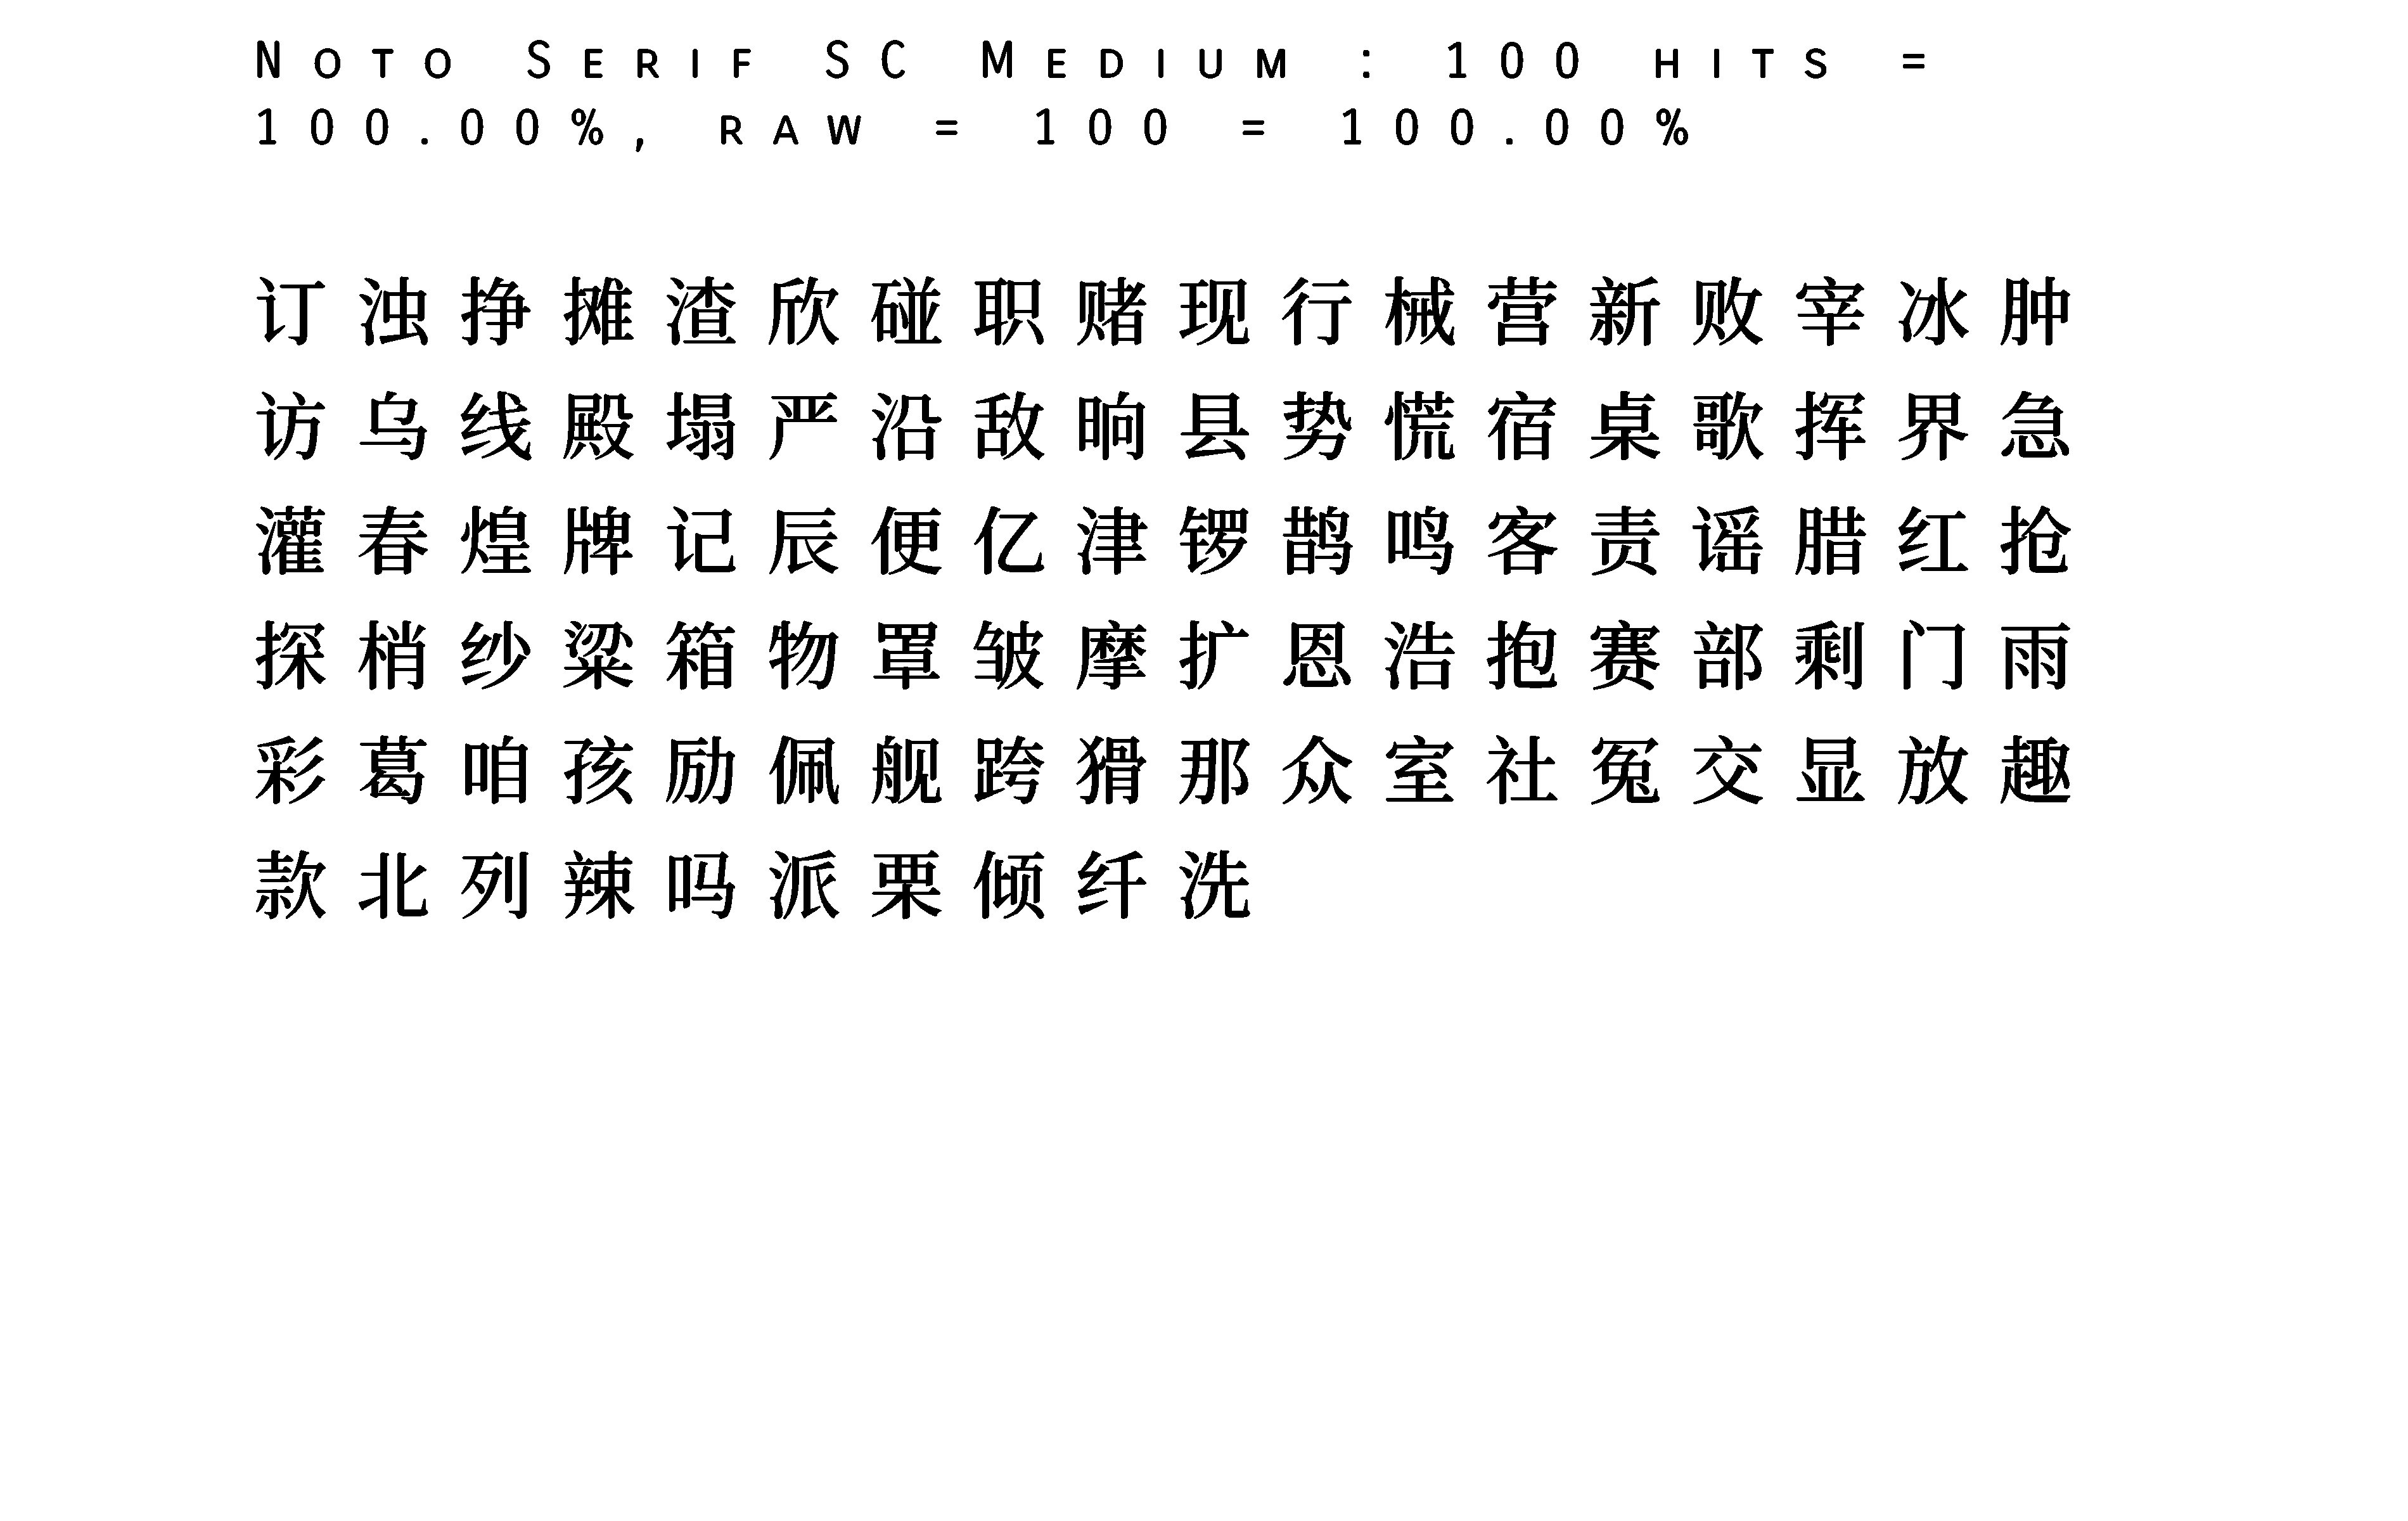 Noto Serif SC Medium : 100 hits =
100.00%, raw = 100 = 100.00%
订浊挣摊渣欣碰职赌现行械营新败宰冰肿
访乌线殿塌严沿敌晌县势慌宿桌歌挥界急
灌春煌牌记辰便亿津锣鹊鸣客责谣腊红抢
探梢纱粱箱物罩皱摩扩恩浩抱赛部剩门雨
彩葛咱孩励佩舰跨猾那众室社冤交显放趣
款北列辣吗派栗倾纤洗